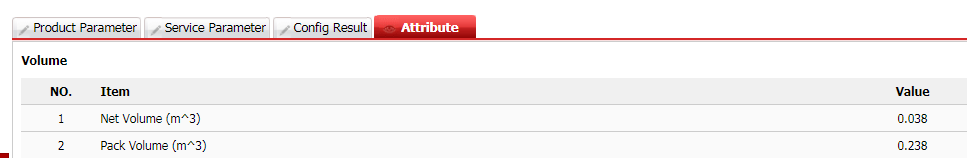 Product Parameter Service Parameter Config Result Attribute
Volume
NO. Item Value
1 Net Volume (m^3) 0.038
2 Pack Volume (m^3) 0.238